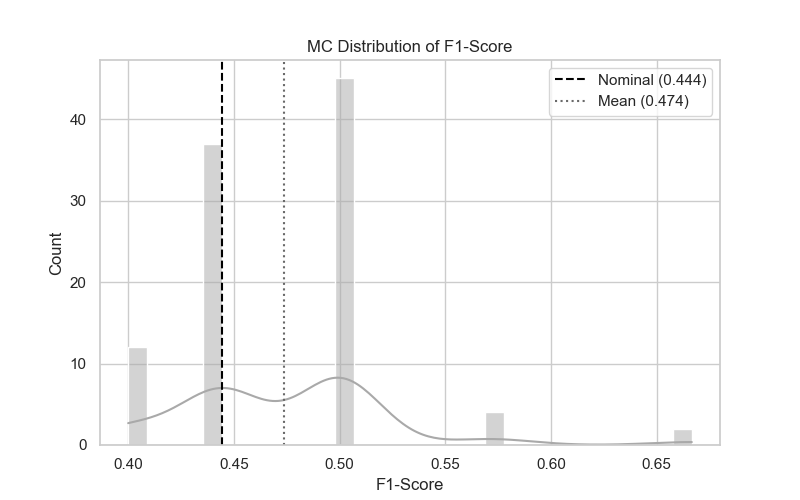 MC Distribution of F1-Score
Nominal (0.444)
Mean (0.474)
Count
40
30
20
10
0
0.40 0.45 0.50 0.55 0.60 0.65
F1-Score